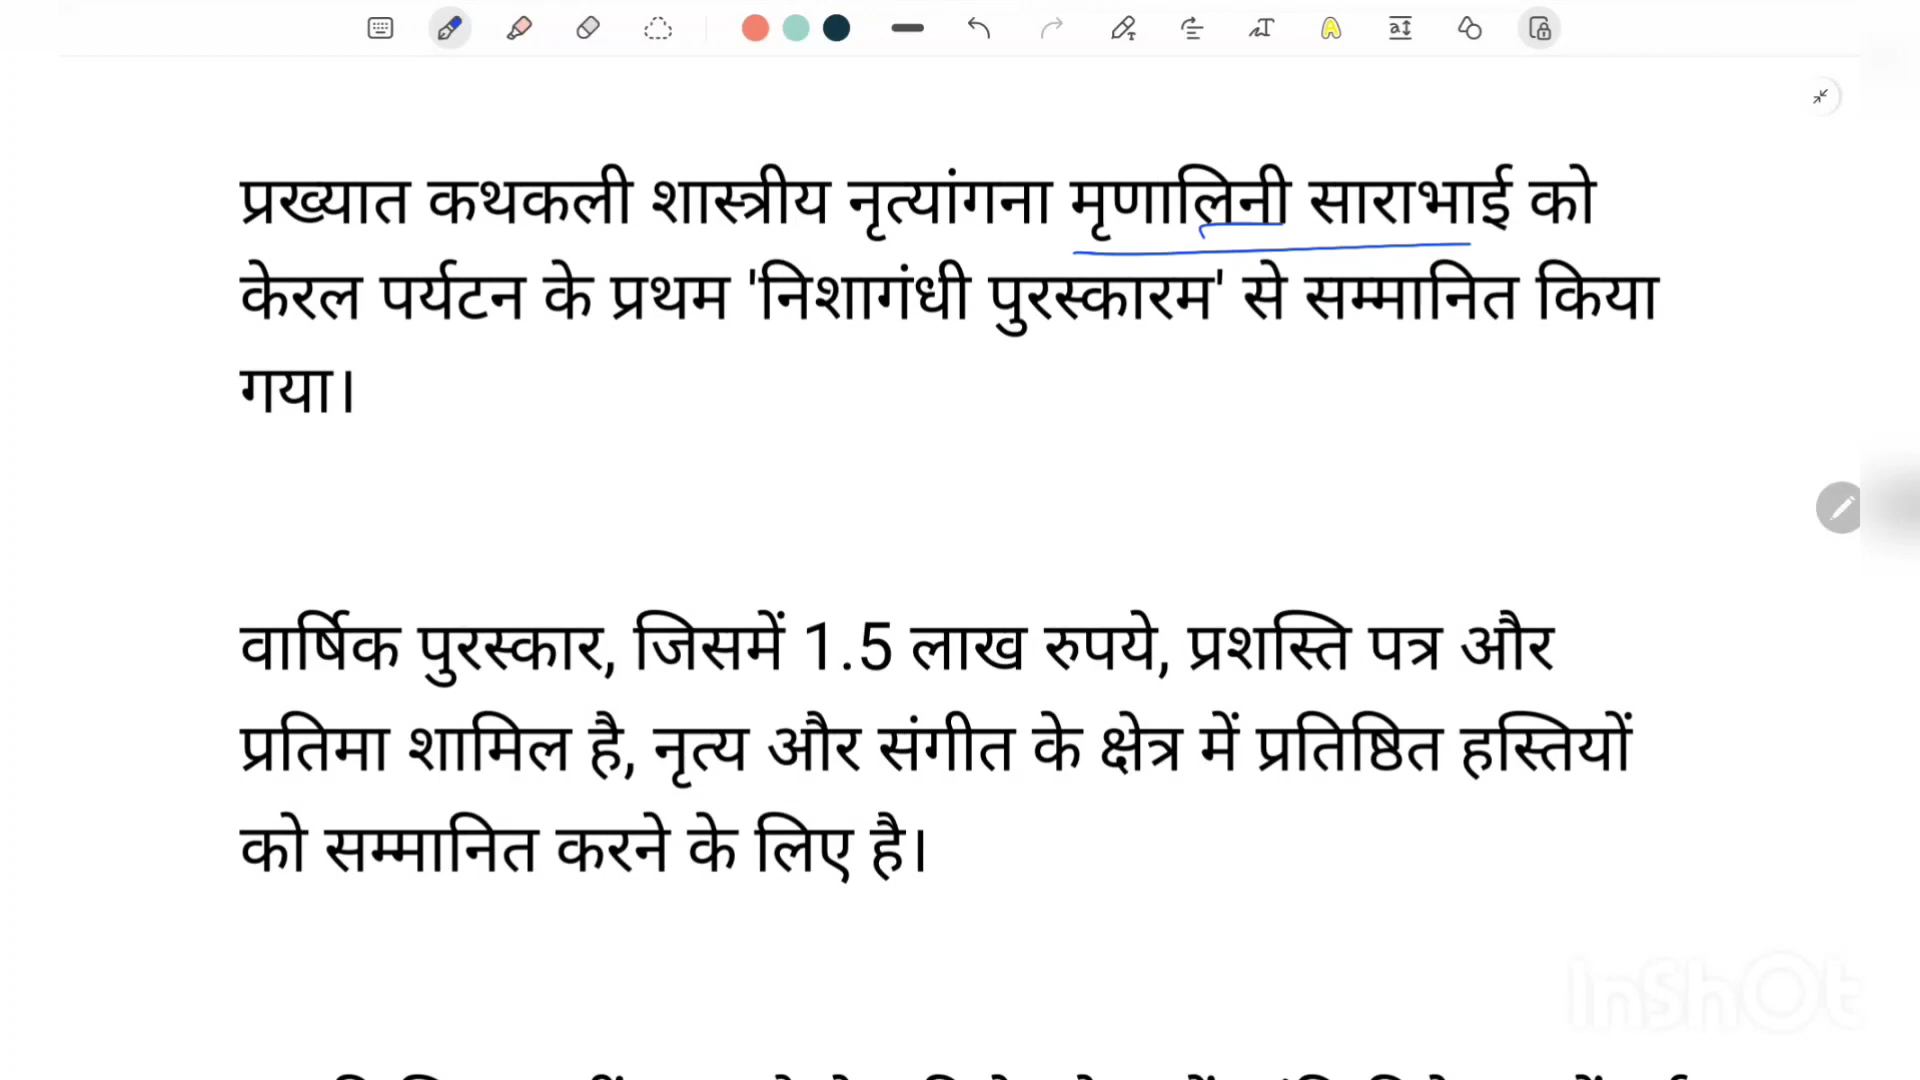 प्रख्यात कथकली शास्त्रीय नृत्यांगना मृणालिनी साराभाई को
केरल पर्यटन के प्रथम 'निशागंधी पुरस्कारम' से सम्मानित किया
गया।
वार्षिक पुरस्कार, जिसमें 1.5 लाख रुपये, प्रशस्ति पत्र और
प्रतिमा शामिल है, नृत्य और संगीत के क्षेत्र में प्रतिष्ठित हस्तियों
को सम्मानित करने के लिए है।
InShOt